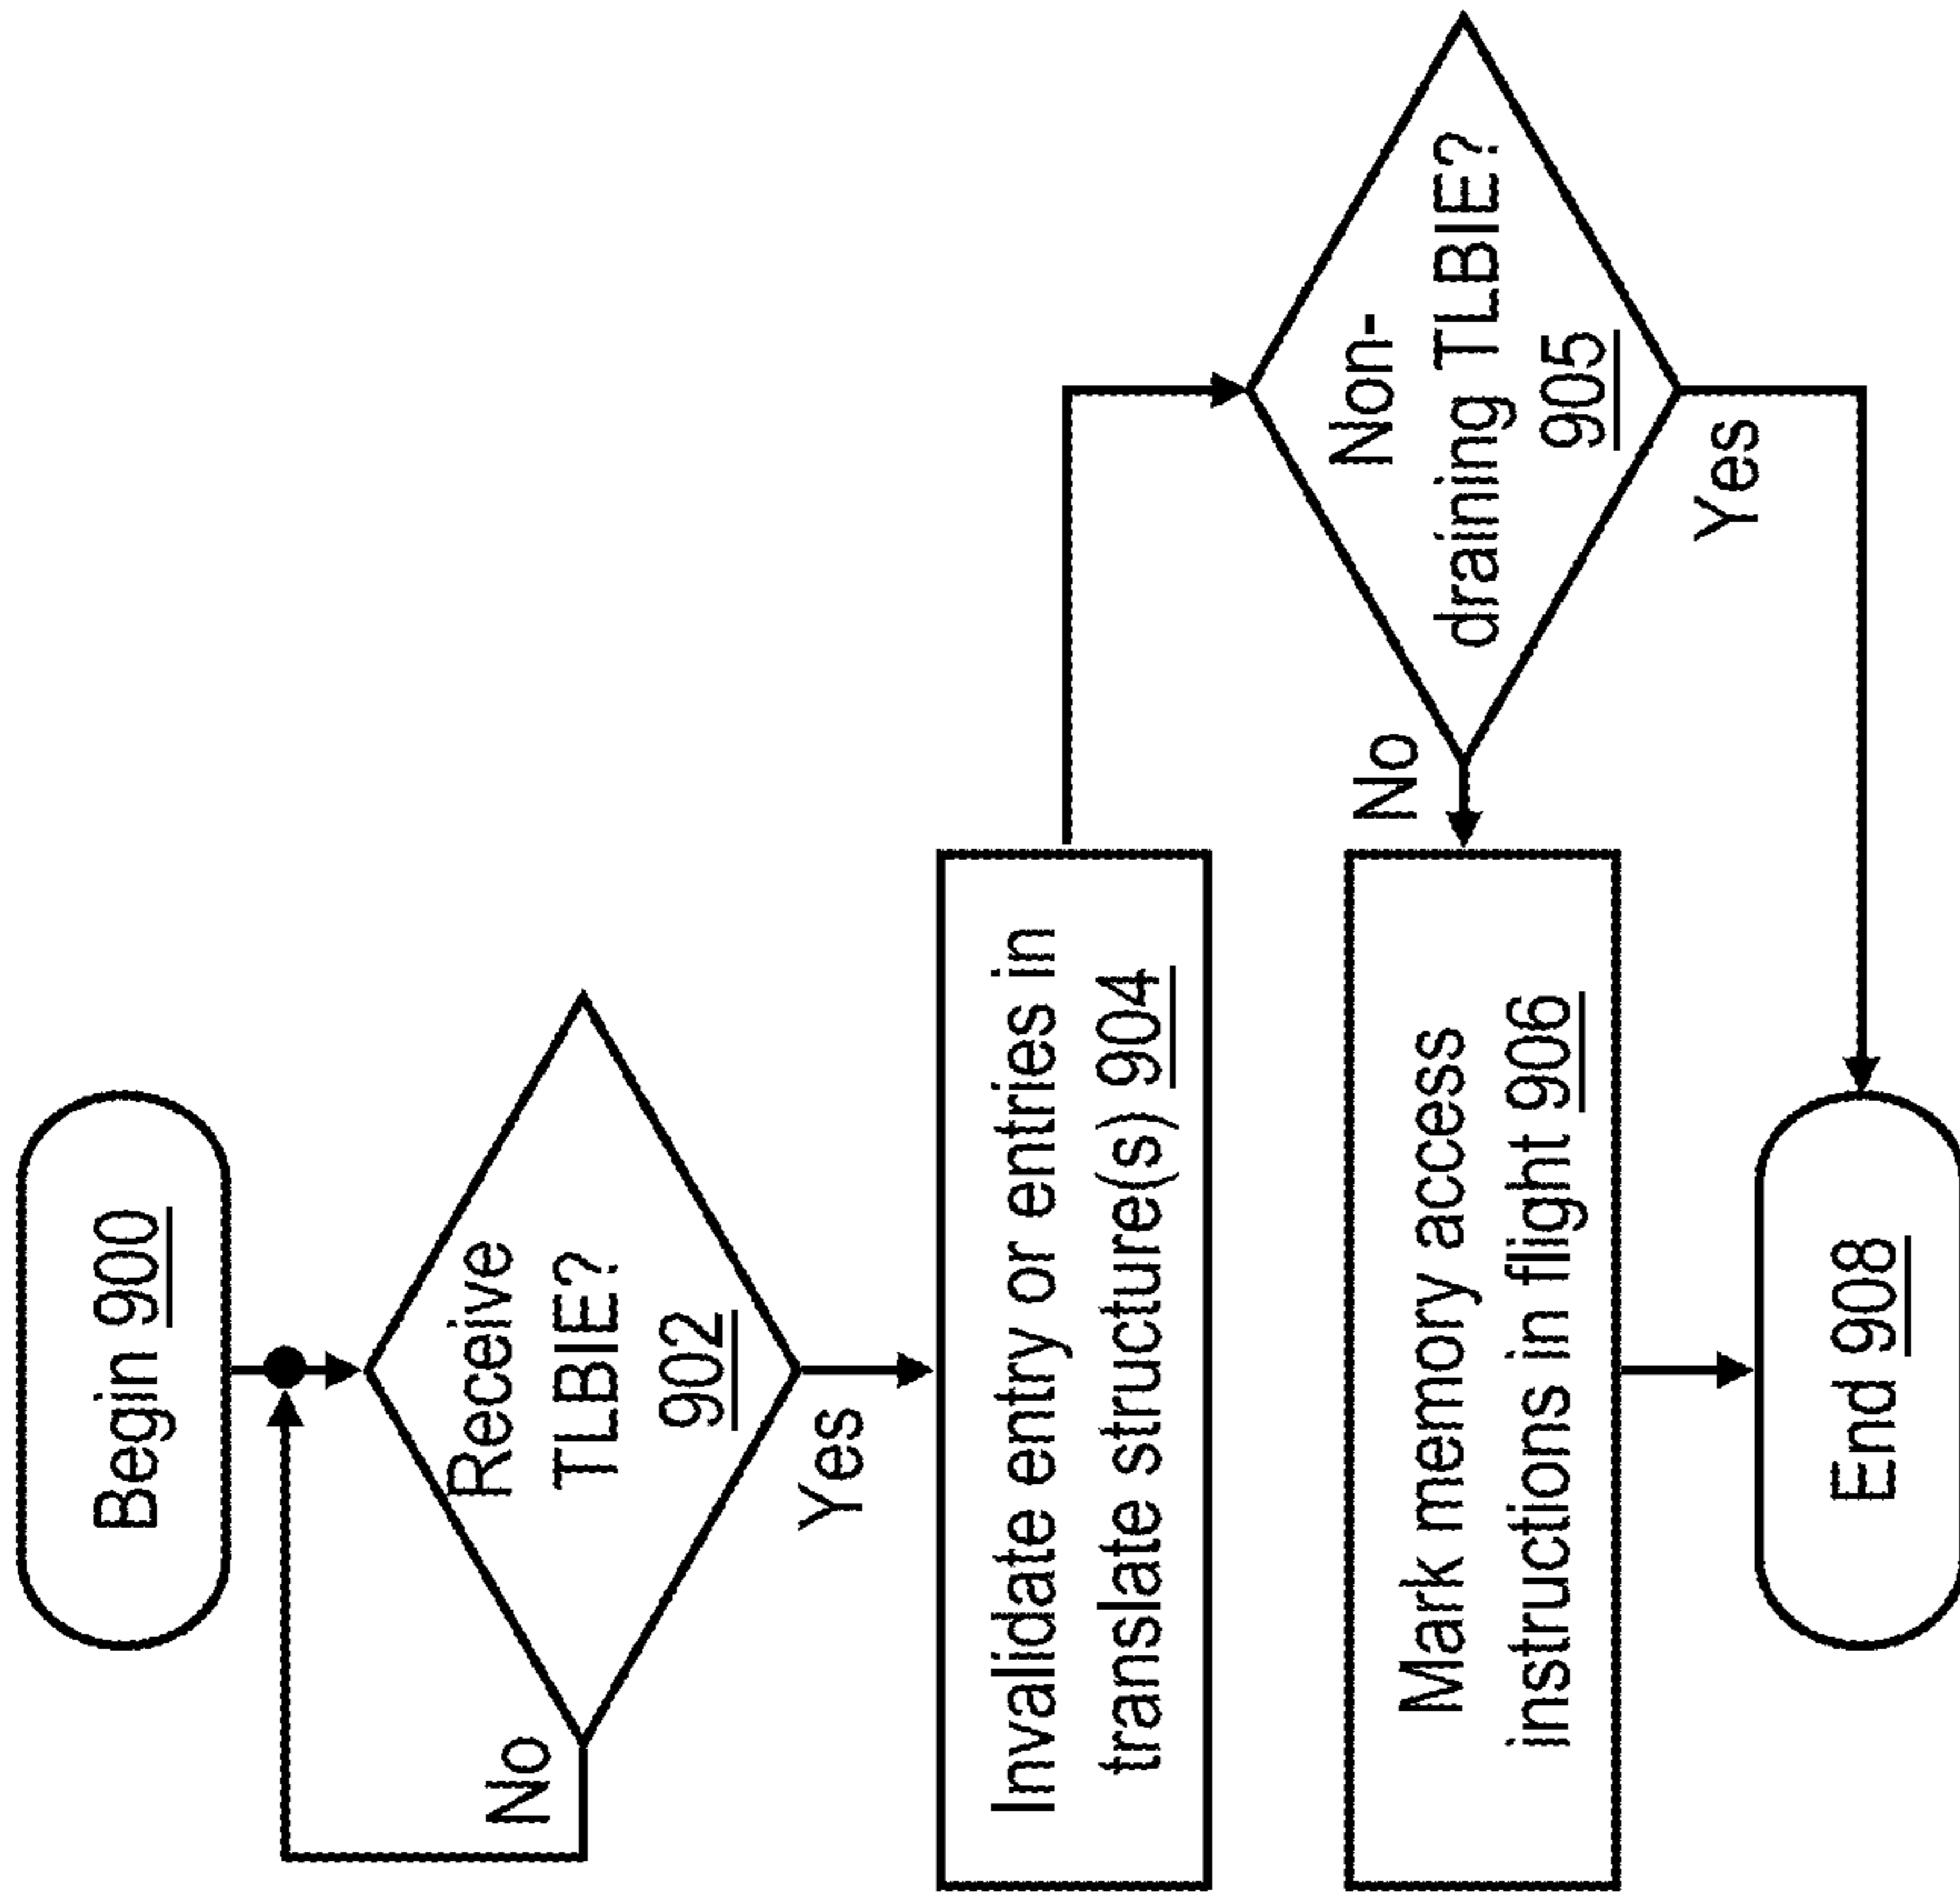 Begin 900
Receive
TLBIE?
902
No
Yes
Invalidate entry or entries in
translate structure(s) 904
Non-
draining TLBIE?
905
No
Yes
Mark memory access
instructions in flight 906
End 908